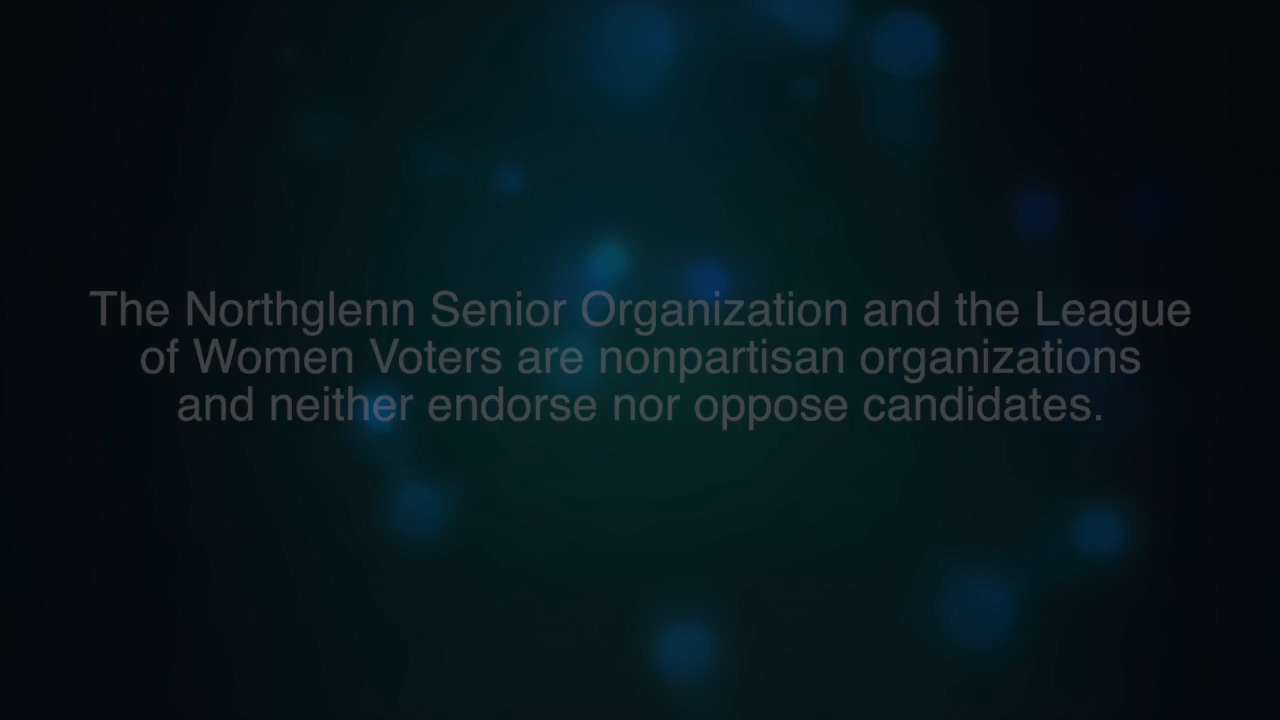 The Northglenn Senior Organization and the League
of Women Voters are nonpartisan organizations
and neither endorse nor oppose candidates.